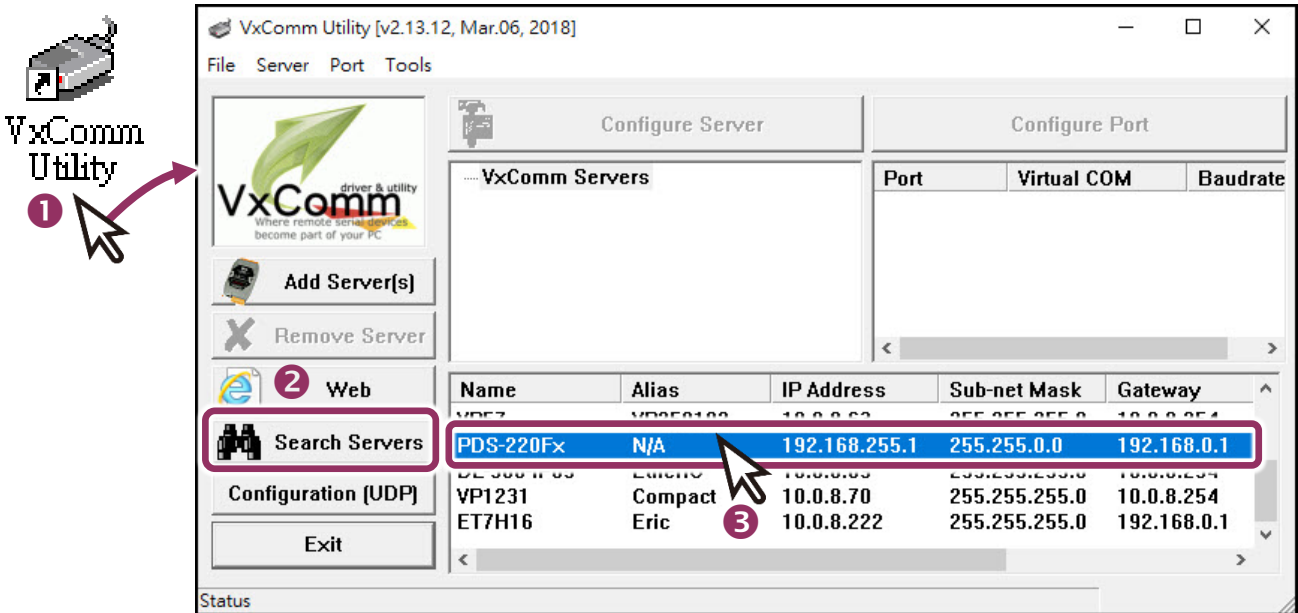 VxComm
Utility
1
VxComm Utility [v2.13.12, Mar.06, 2018]
File Server Port Tools
VxComm
driver & utility
Where remote serial devices
become part of your PC
Configure Server
Configure Port
VxComm Servers
Port Virtual COM Baudrate
Add Server(s)
Remove Server
2
Web
Search Servers
Configuration (UDP)
Exit
Name Alias IP Address Sub-net Mask Gateway
PDS-220Fx N/A 192.168.255.1 255.255.0.0 192.168.0.1
VP1231 Compact 10.0.8.70 255.255.255.0 10.0.8.254
ET7H16 Eric 10.0.8.222 255.255.255.0 192.168.0.1
3
Status